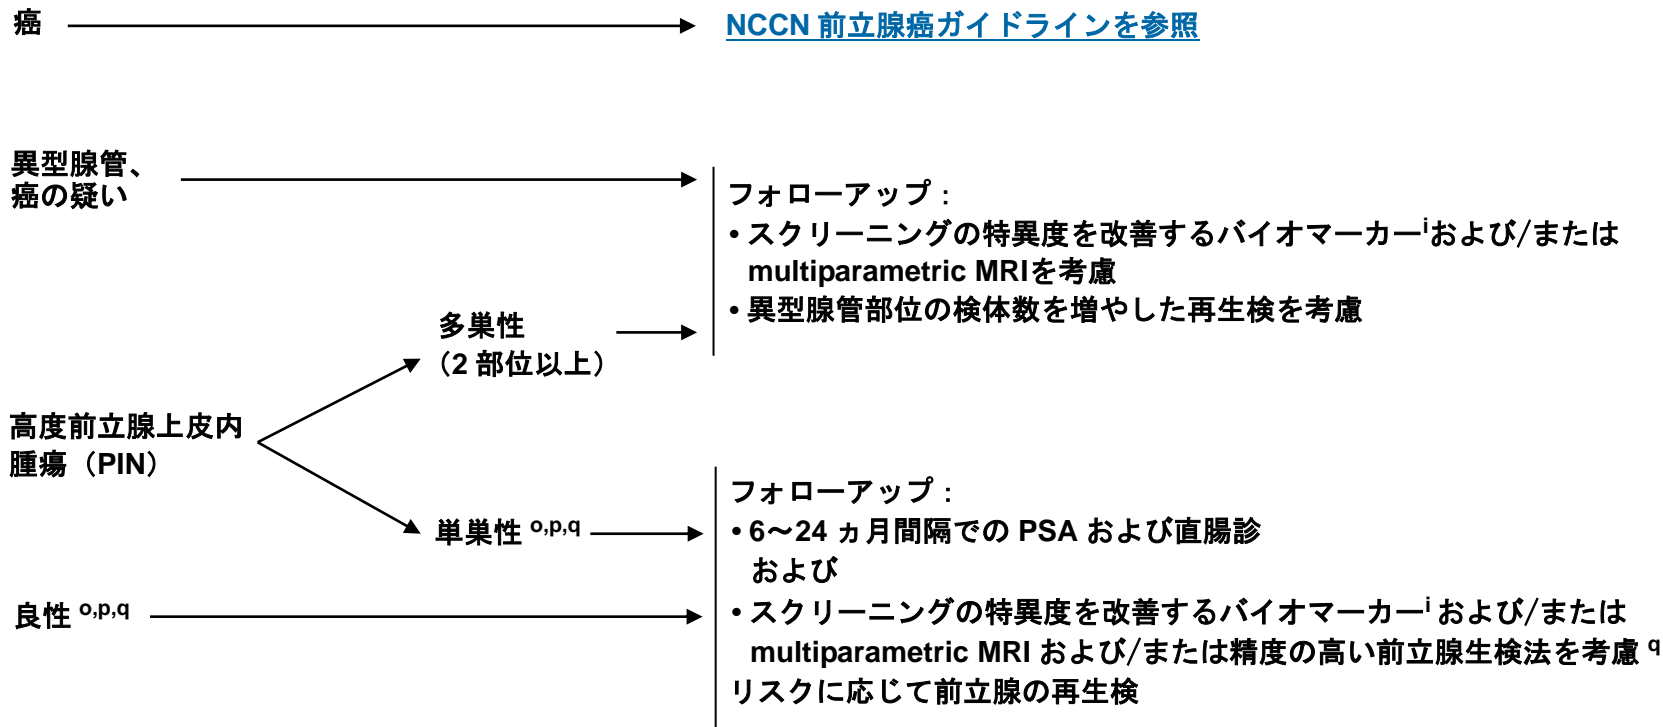 癌
NCCN 前立腺癌ガイドラインを参照
異型腺管、
癌の疑い
フォローアップ：
• スクリーニングの特異度を改善するバイオマーカーiおよび/または
multiparametric MRIを考慮
• 異型腺管部位の検体数を増やした再生検を考慮
多巣性
（2 部位以上）
高度前立腺上皮内
腫瘍（PIN）
単巣性 o,p,q
フォローアップ：
• 6～24 ヵ月間隔での PSA および直腸診
および
• スクリーニングの特異度を改善するバイオマーカーi および/または
multiparametric MRI および/または精度の高い前立腺生検法を考慮 q
リスクに応じて前立腺の再生検
良性 o,p,q